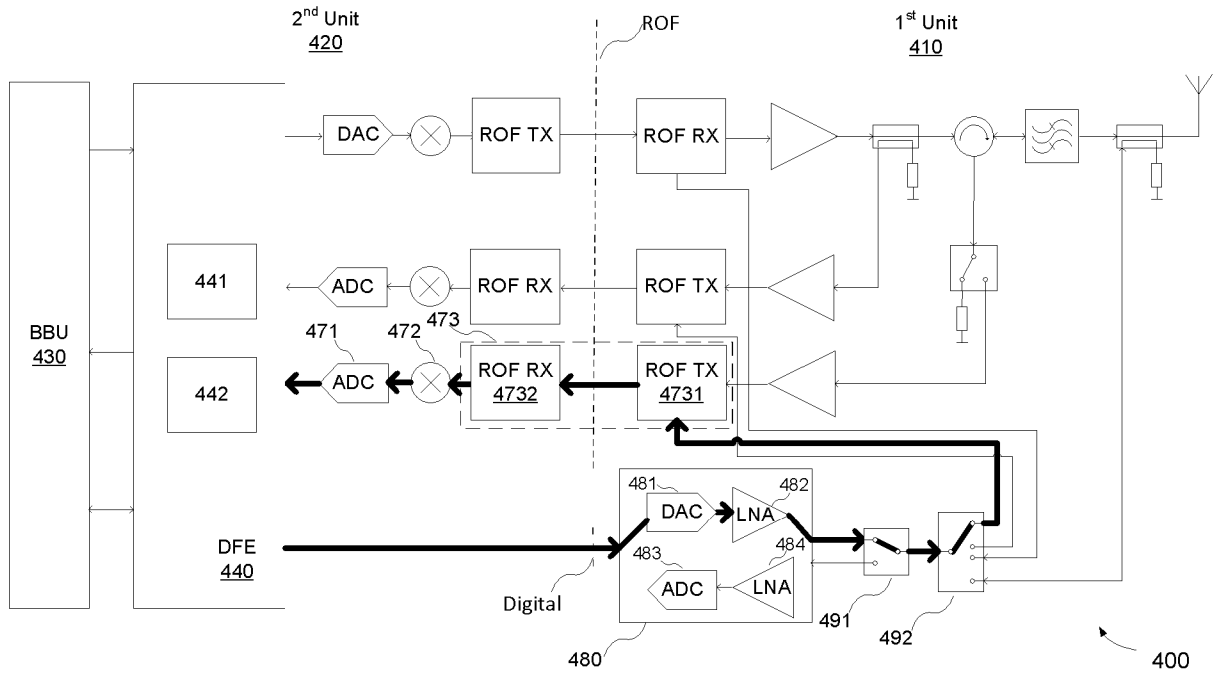 2nd Unit
420
ROF
1st Unit
410
DAC
ROF TX
ROF RX
441
ADC
ROF RX
ROF TX
BBU
430
471
472
473
442
ADC
ROF RX
4732
ROF TX
4731
481
482
DAC
LNA
DFE
440
483
484
ADC
LNA
Digital
491
492
480
400